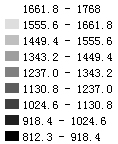 1661.8 - 1768
1555.6 - 1661.8
1449.4 - 1555.6
1343.2 - 1449.4
1237.0 - 1343.2
1130.8 - 1237.0
1024.6 - 1130.8
918.4 - 1024.6
812.3 - 918.4